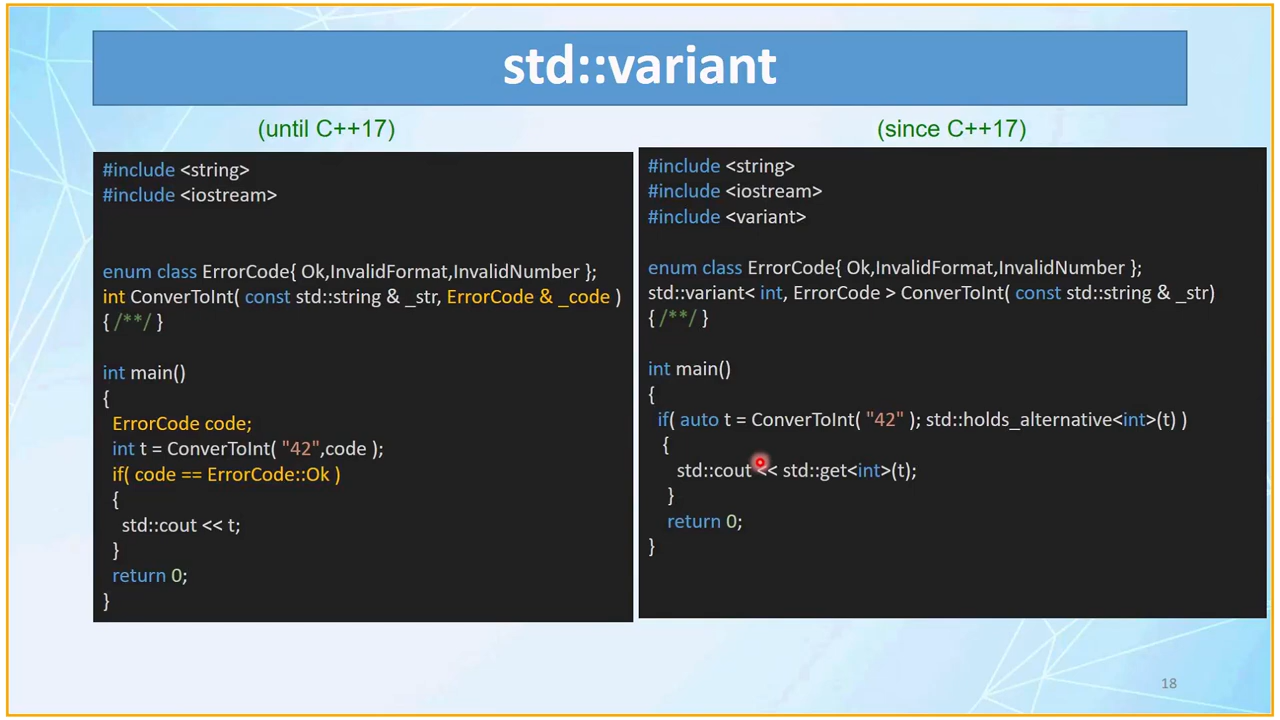 std::variant
(until C++17)
#include <string>
#include <iostream>
enum class ErrorCode{ Ok,InvalidFormat,InvalidNumber };
int ConverToInt( const std::string & _str, ErrorCode & _code )
{ /**/ }
int main()
{
ErrorCode code;
int t = ConverToInt( "42",code );
if( code == ErrorCode::Ok )
{
std::cout << t;
}
return 0;
}
(since C++17)
#include <string>
#include <iostream>
#include <variant>
enum class ErrorCode{ Ok,InvalidFormat,InvalidNumber };
std::variant< int, ErrorCode > ConverToInt( const std::string & _str)
{ /**/ }
int main()
{
if( auto t = ConverToInt( "42" ); std::holds_alternative<int>(t) )
{
std::cout << std::get<int>(t);
}
return 0;
}
18